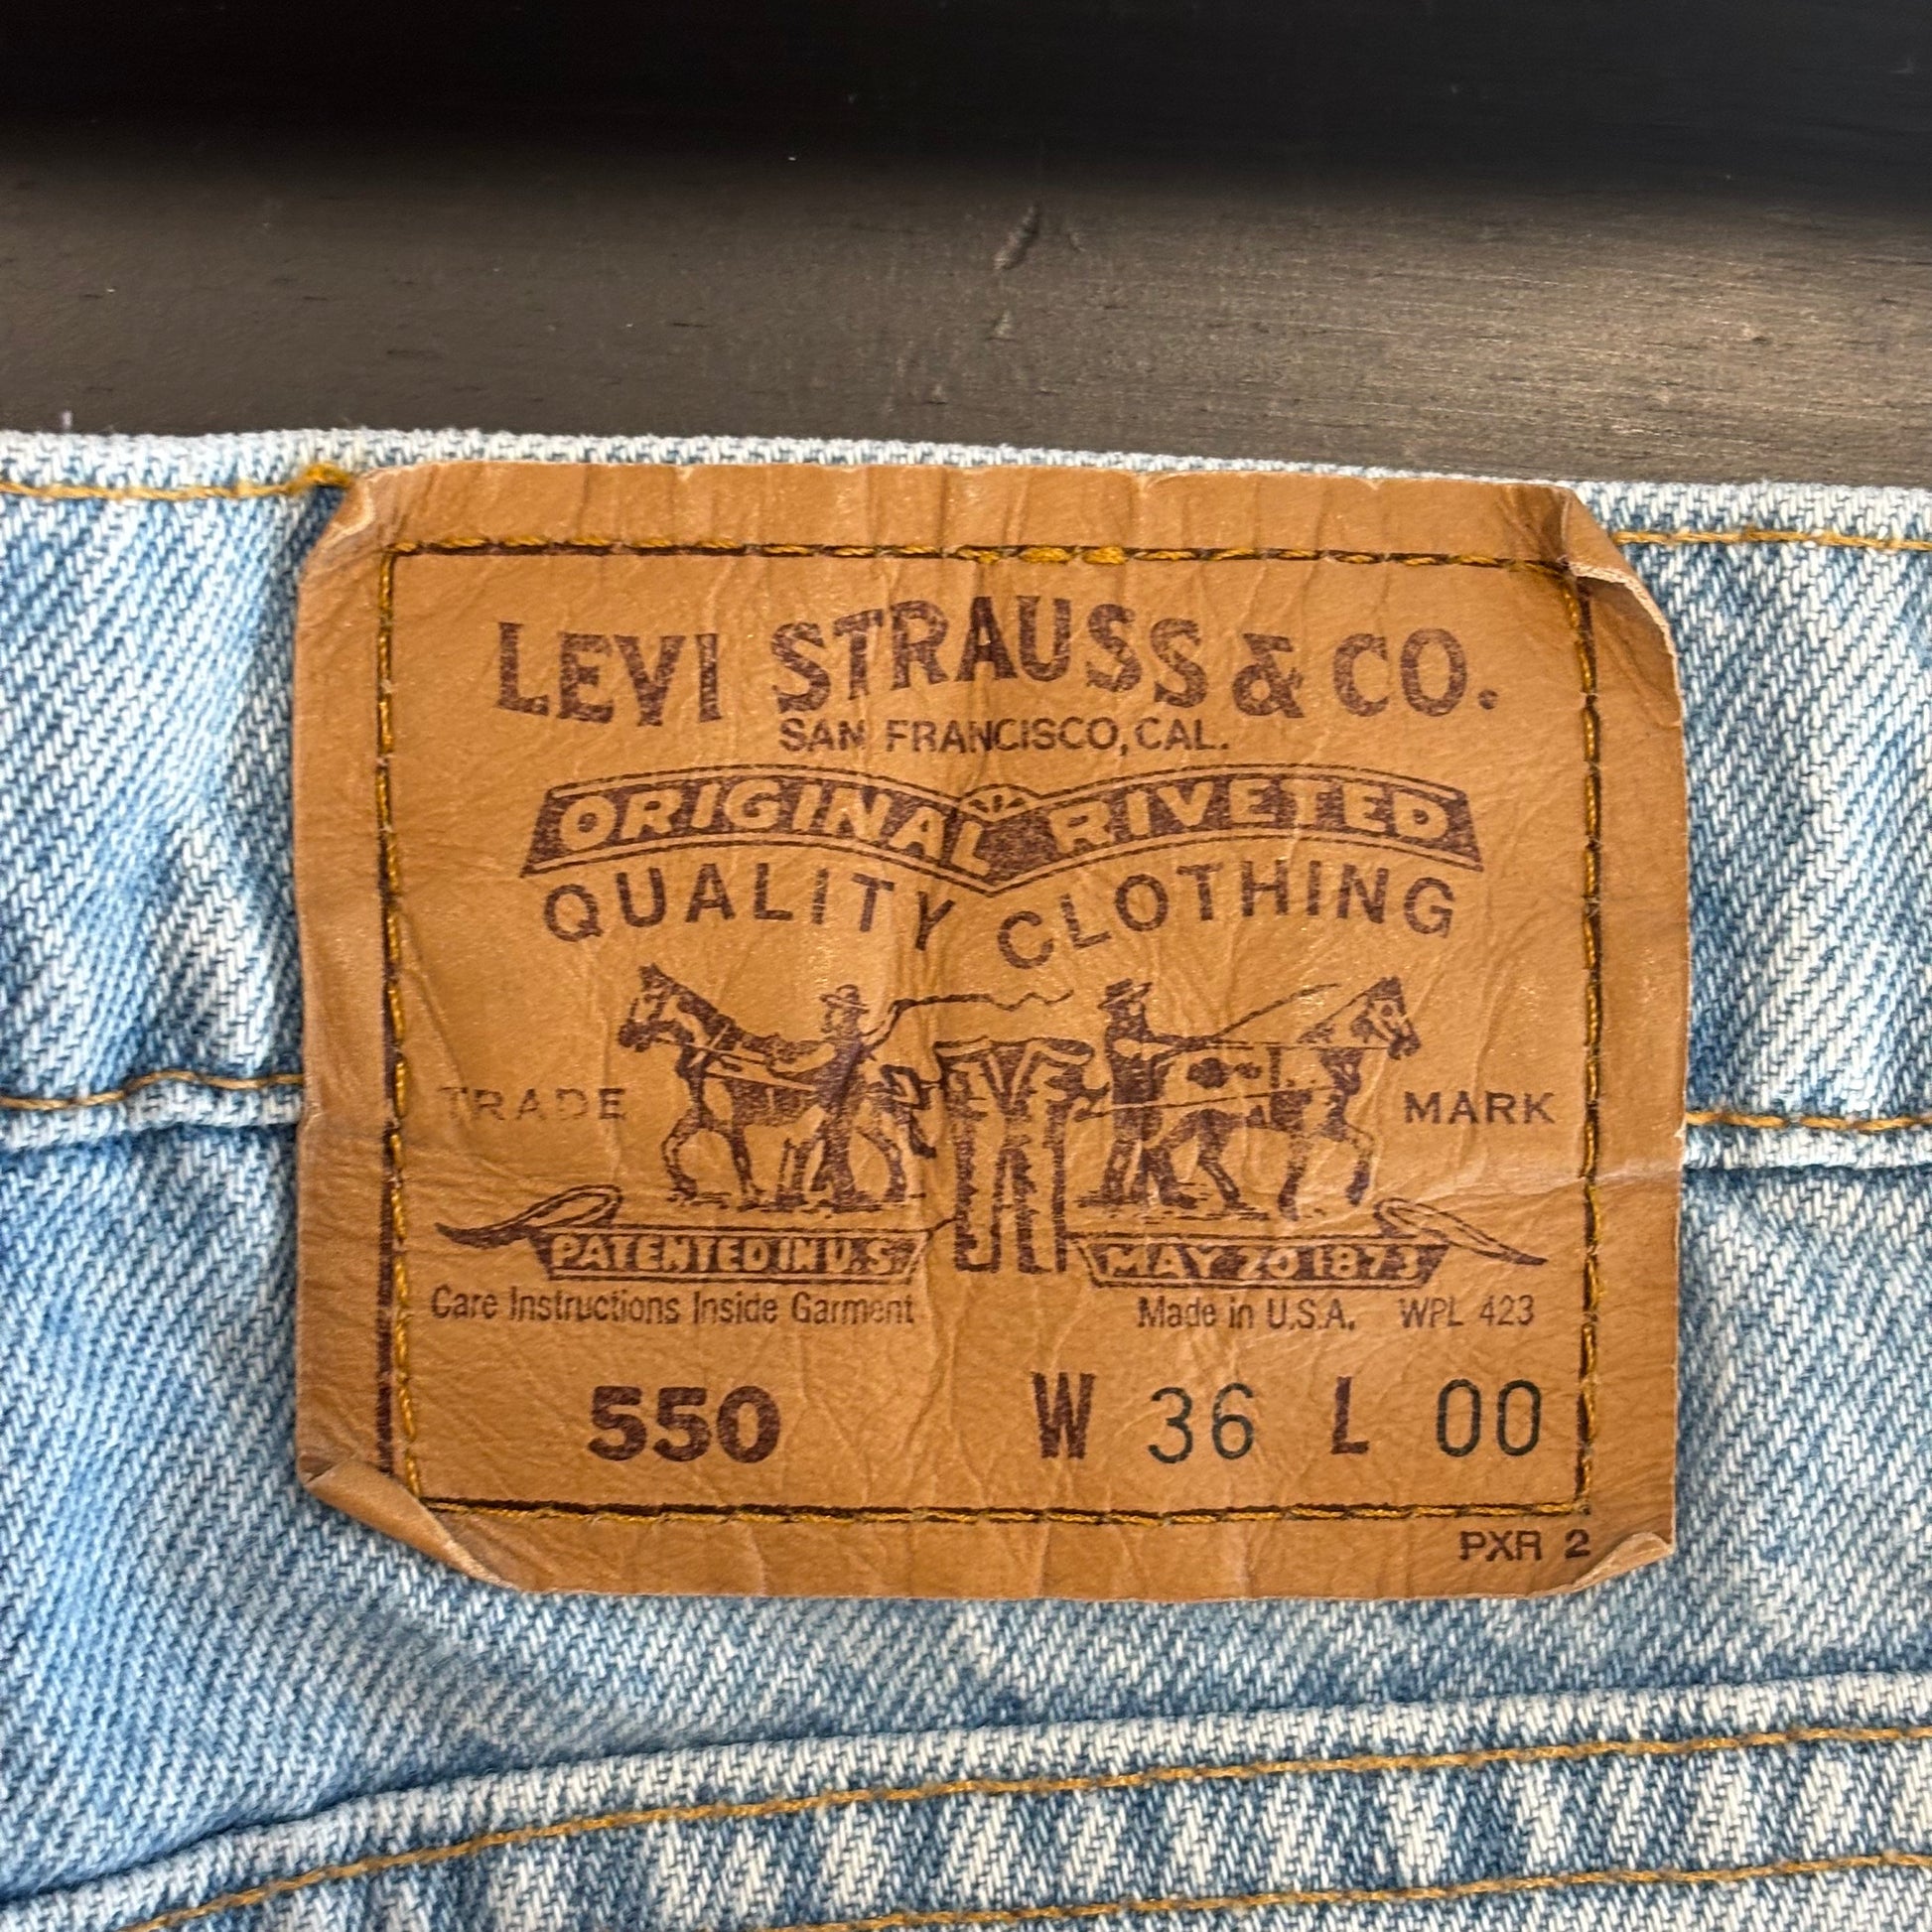 LEVI STRAUSS & CO.
SAN FRANCISCO, CAL.
ORIGINAL RIVETED
QUALITY CLOTHING
TRADE MARK
PATENTED IN U.S. MAY 20 1873
Care Instructions Inside Garment Made in U.S.A. WPL 423
550 W 36 L 00
PXR 2